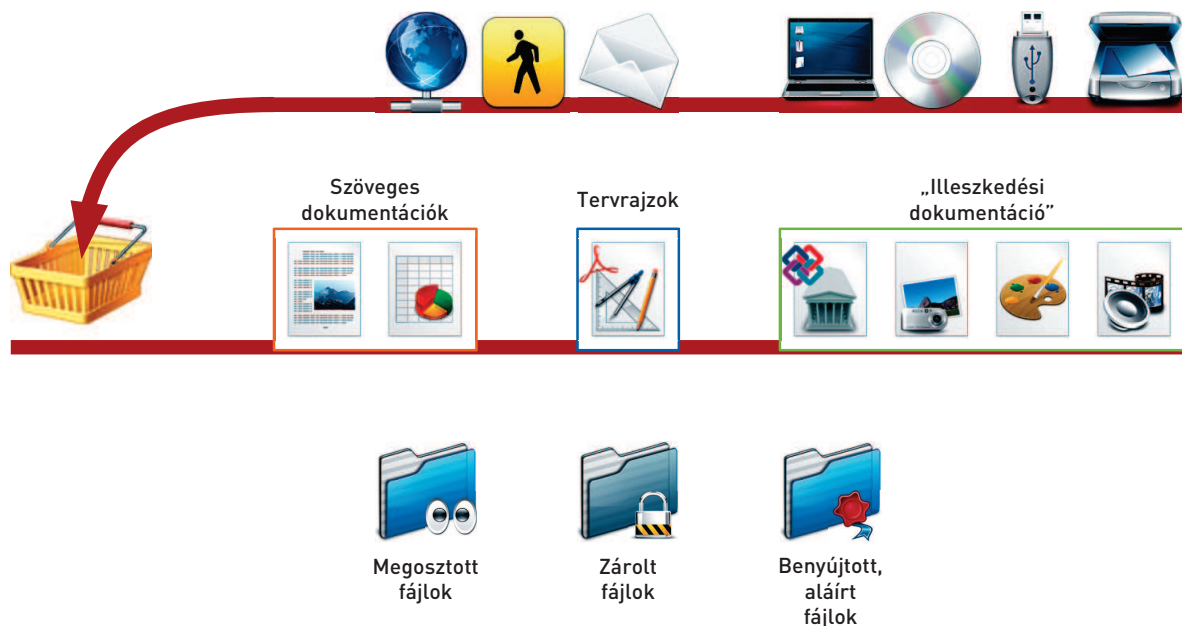 Szöveges
dokumentációk
Tervrajzok
„Illeszkedési
dokumentáció”
Megosztott
fájlok
Zárolt
fájlok
Benyújtott,
aláírt
fájlok